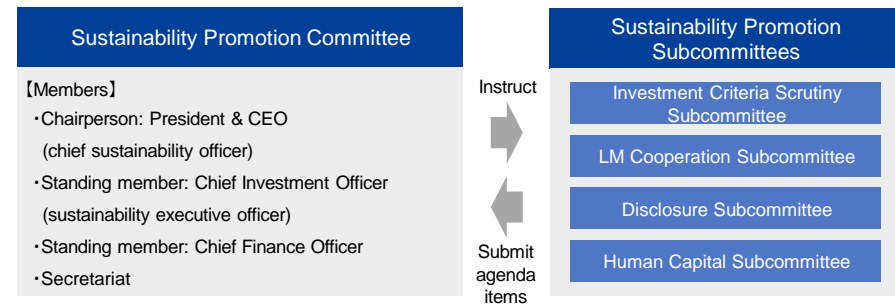 Sustainability Promotion Committee
【Members】
・Chairperson: President & CEO
(chief sustainability officer)
・Standing member: Chief Investment Officer
(sustainability executive officer)
・Standing member: Chief Finance Officer
・Secretariat
Instruct
Submit
agenda
items
Sustainability Promotion
Subcommittees
Investment Criteria Scrutiny
Subcommittee
LM Cooperation Subcommittee
Disclosure Subcommittee
Human Capital Subcommittee